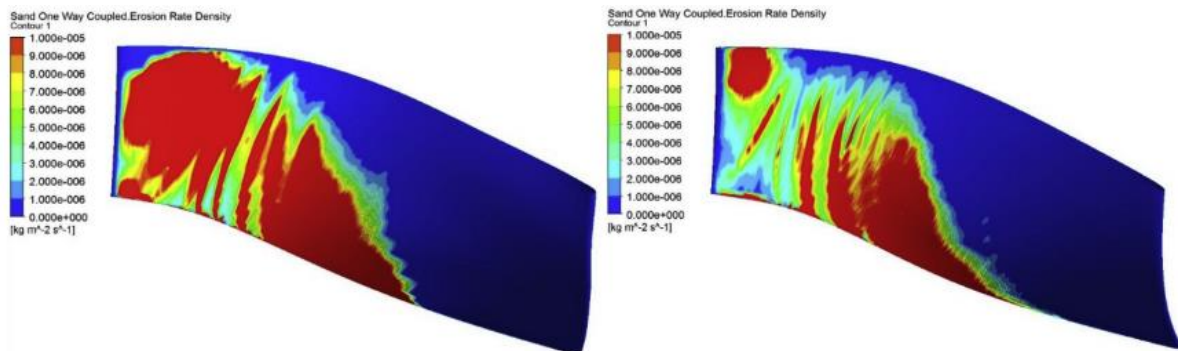 Sand One Way Coupled.Erosion Rate Density
Contour 1
1.000e-005
9.000e-006
8.000e-006
7.000e-006
6.000e-006
5.000e-006
4.000e-006
3.000e-006
2.000e-006
1.000e-006
0.000e+000
[kg m^-2 s^-1]
Sand One Way Coupled.Erosion Rate Density
Contour 1
1.000e-005
9.000e-006
8.000e-006
7.000e-006
6.000e-006
5.000e-006
4.000e-006
3.000e-006
2.000e-006
1.000e-006
0.000e+000
[kg m^-2 s^-1]